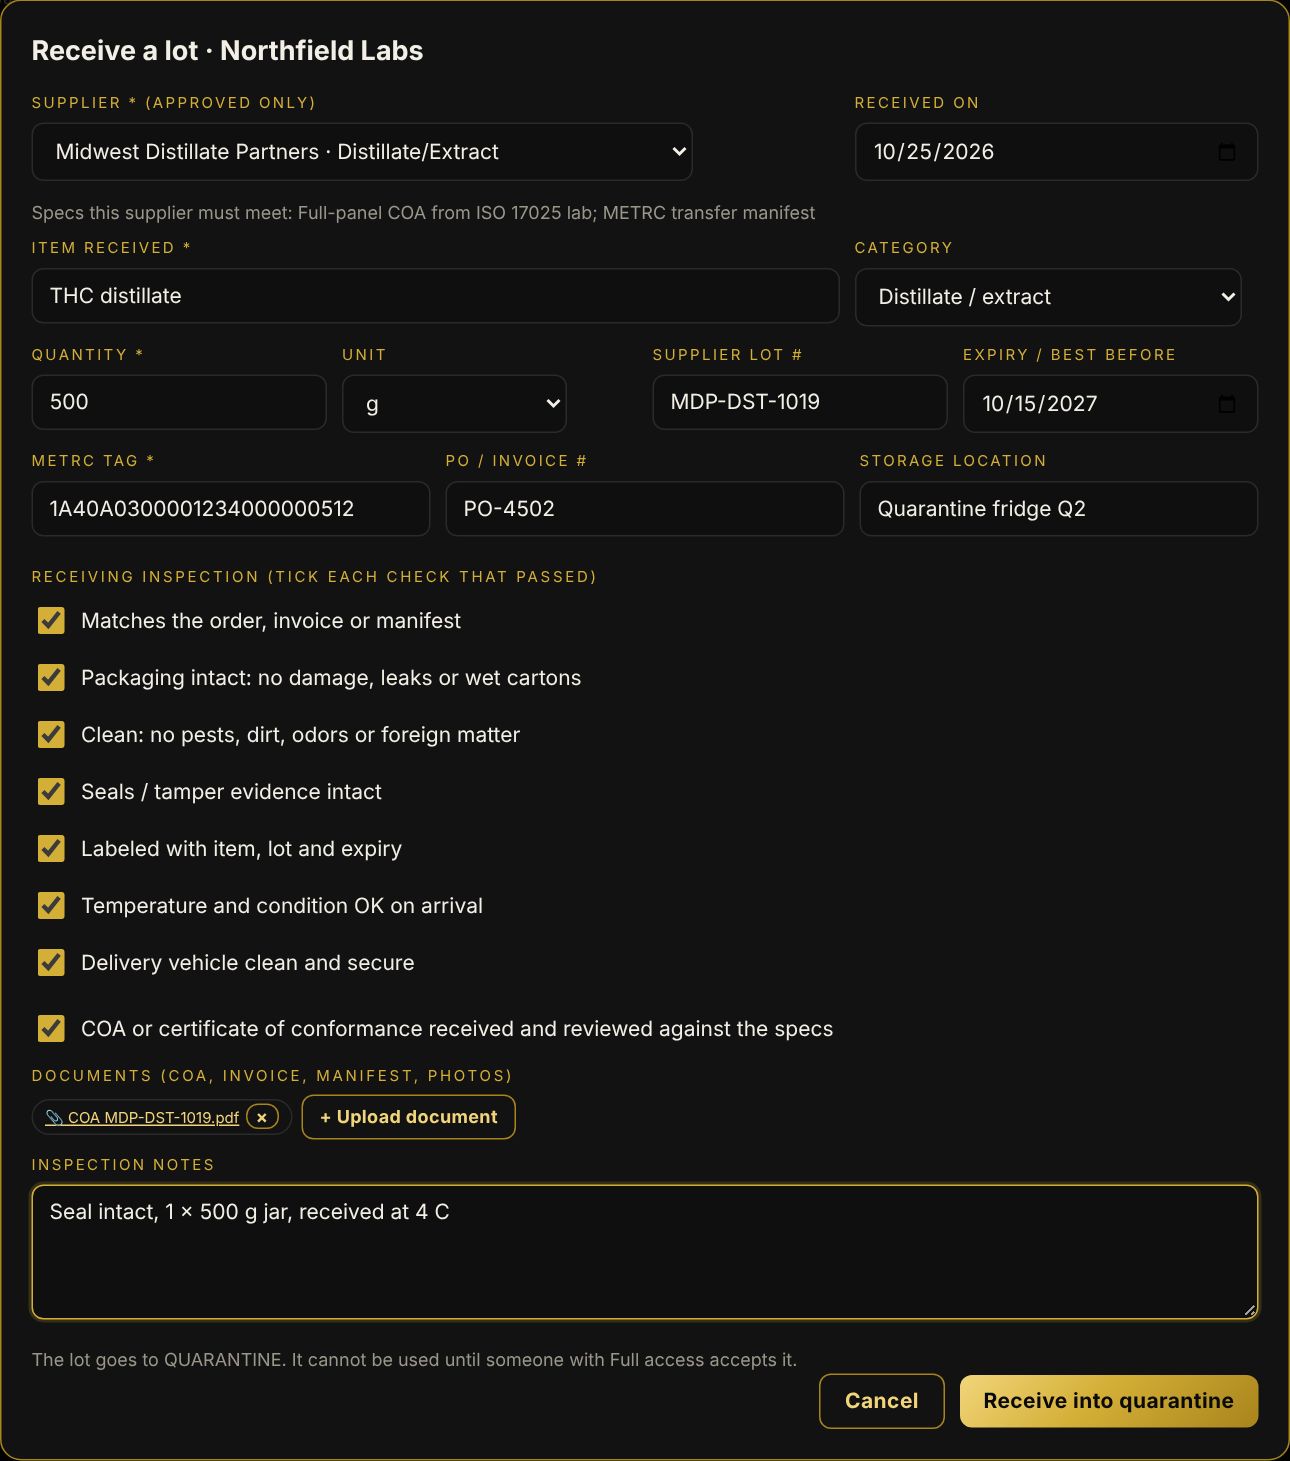 Receive a lot · Northfield Labs
SUPPLIER * (APPROVED ONLY)
RECEIVED ON
Midwest Distillate Partners · Distillate/Extract
10/25/2026
Specs this supplier must meet: Full-panel COA from ISO 17025 lab; METRC transfer manifest
ITEM RECEIVED *
CATEGORY
THC distillate
Distillate / extract
QUANTITY *
UNIT
SUPPLIER LOT #
EXPIRY / BEST BEFORE
500
g
MDP-DST-1019
10/15/2027
METRC TAG *
PO / INVOICE #
STORAGE LOCATION
1A40A0300001234000000512
PO-4502
Quarantine fridge Q2
RECEIVING INSPECTION (TICK EACH CHECK THAT PASSED)
Matches the order, invoice or manifest
Packaging intact: no damage, leaks or wet cartons
Clean: no pests, dirt, odors or foreign matter
Seals / tamper evidence intact
Labeled with item, lot and expiry
Temperature and condition OK on arrival
Delivery vehicle clean and secure
COA or certificate of conformance received and reviewed against the specs
DOCUMENTS (COA, INVOICE, MANIFEST, PHOTOS)
COA MDP-DST-1019.pdf ×
+ Upload document
INSPECTION NOTES
Seal intact, 1 × 500 g jar, received at 4 C
The lot goes to QUARANTINE. It cannot be used until someone with Full access accepts it.
Cancel
Receive into quarantine